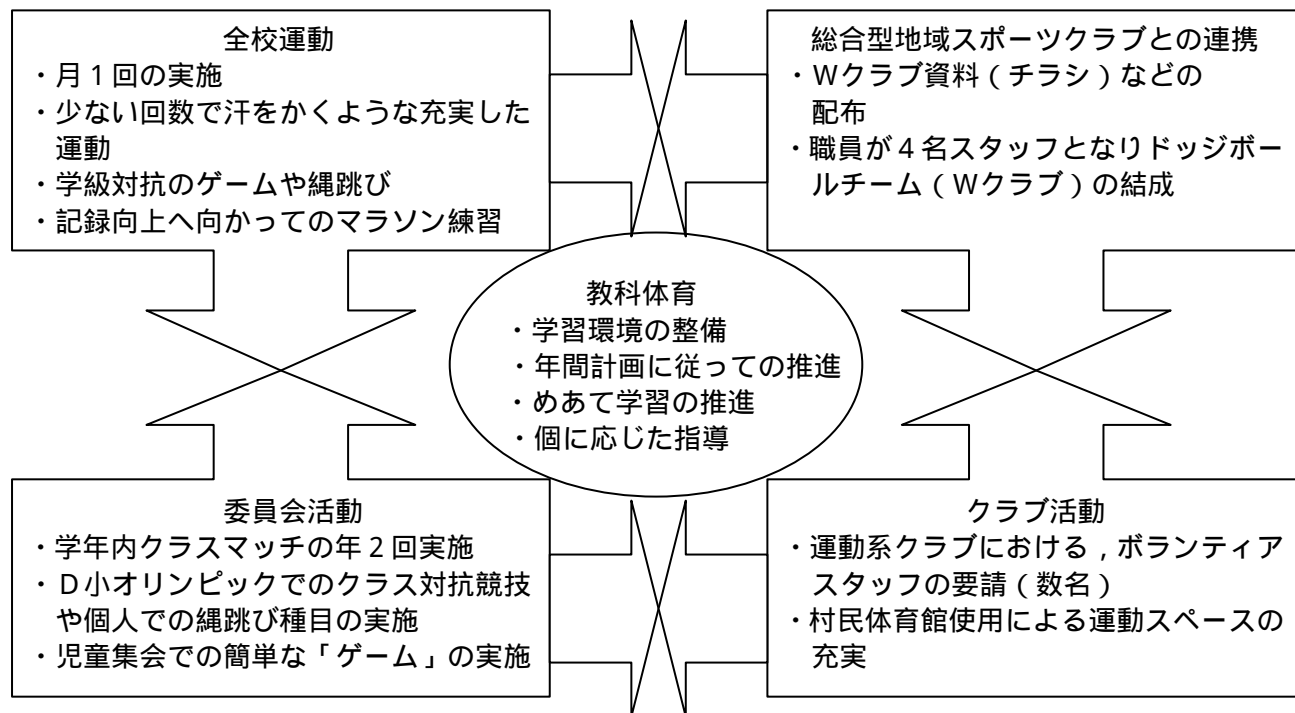 全校運動
・月１回の実施
・少ない回数で汗をかくような充実した
運動
・学級対抗のゲームや縄跳び
・記録向上へ向かってのマラソン練習
総合型地域スポーツクラブとの連携
・Ｗクラブ資料（チラシ）などの
配布
・職員が４名スタッフとなりドッジボー
ルチーム（Ｗクラブ）の結成
教科体育
・学習環境の整備
・年間計画に従っての推進
・めあて学習の推進
・個に応じた指導
委員会活動
・学年内クラスマッチの年２回実施
・Ｄ小オリンピックでのクラス対抗競技
や個人での縄跳び種目の実施
・児童集会での簡単な「ゲーム」の実施
クラブ活動
・運動系クラブにおける，ボランティア
スタッフの要請（数名）
・村民体育館使用による運動スペースの
充実